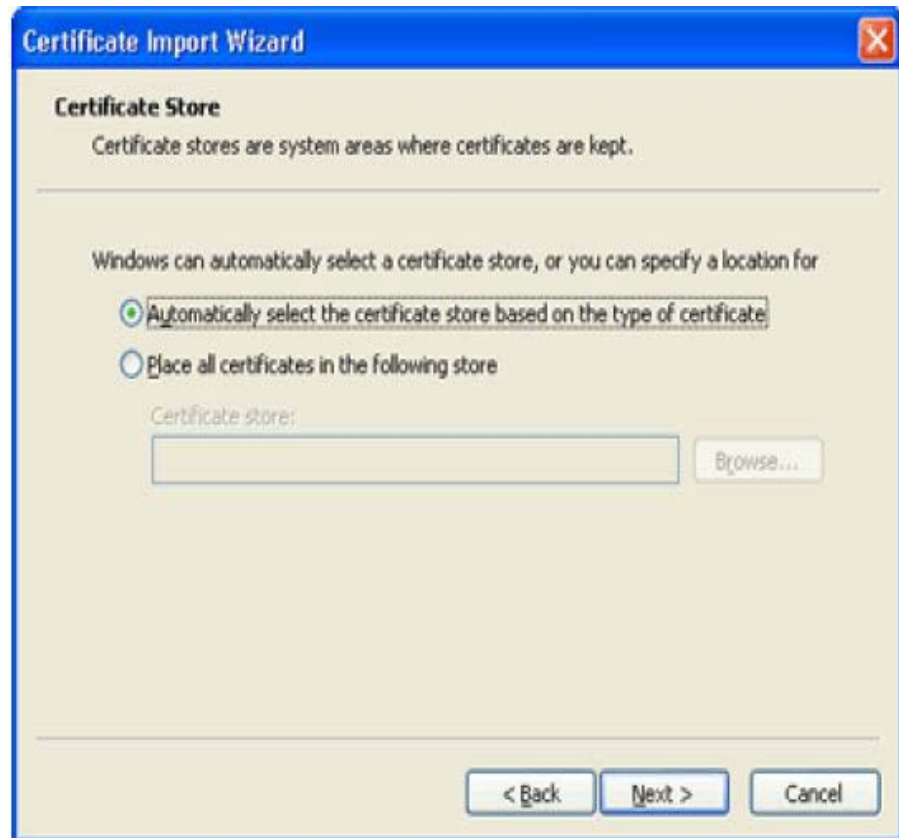 Certificate Import Wizard
Certificate Store
Certificate stores are system areas where certificates are kept.
Windows can automatically select a certificate store, or you can specify a location for
Automatically select the certificate store based on the type of certificate
Place all certificates in the following store
Certificate store:
Browse...
< Back Next > Cancel